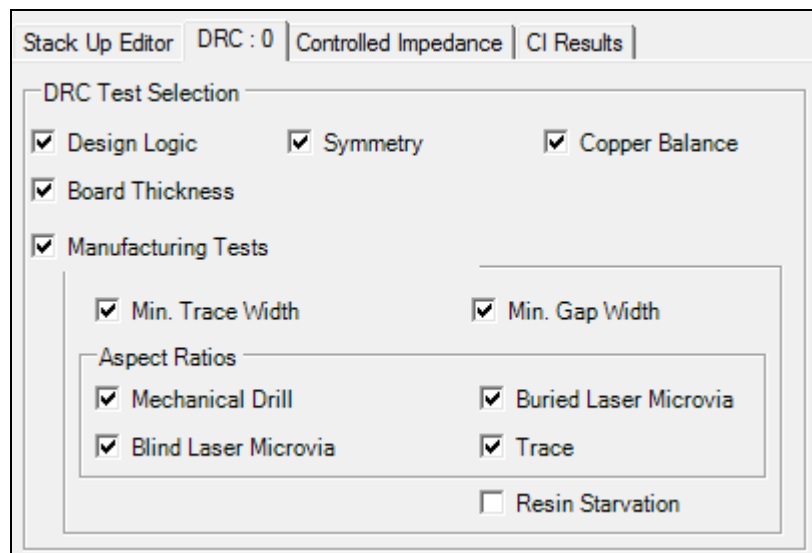 Stack Up Editor DRC : 0 Controlled Impedance CI Results
DRC Test Selection
Design Logic Symmetry Copper Balance
Board Thickness
Manufacturing Tests
Min. Trace Width Min. Gap Width
Aspect Ratios
Mechanical Drill Buried Laser Microvia
Blind Laser Microvia Trace
Resin Starvation